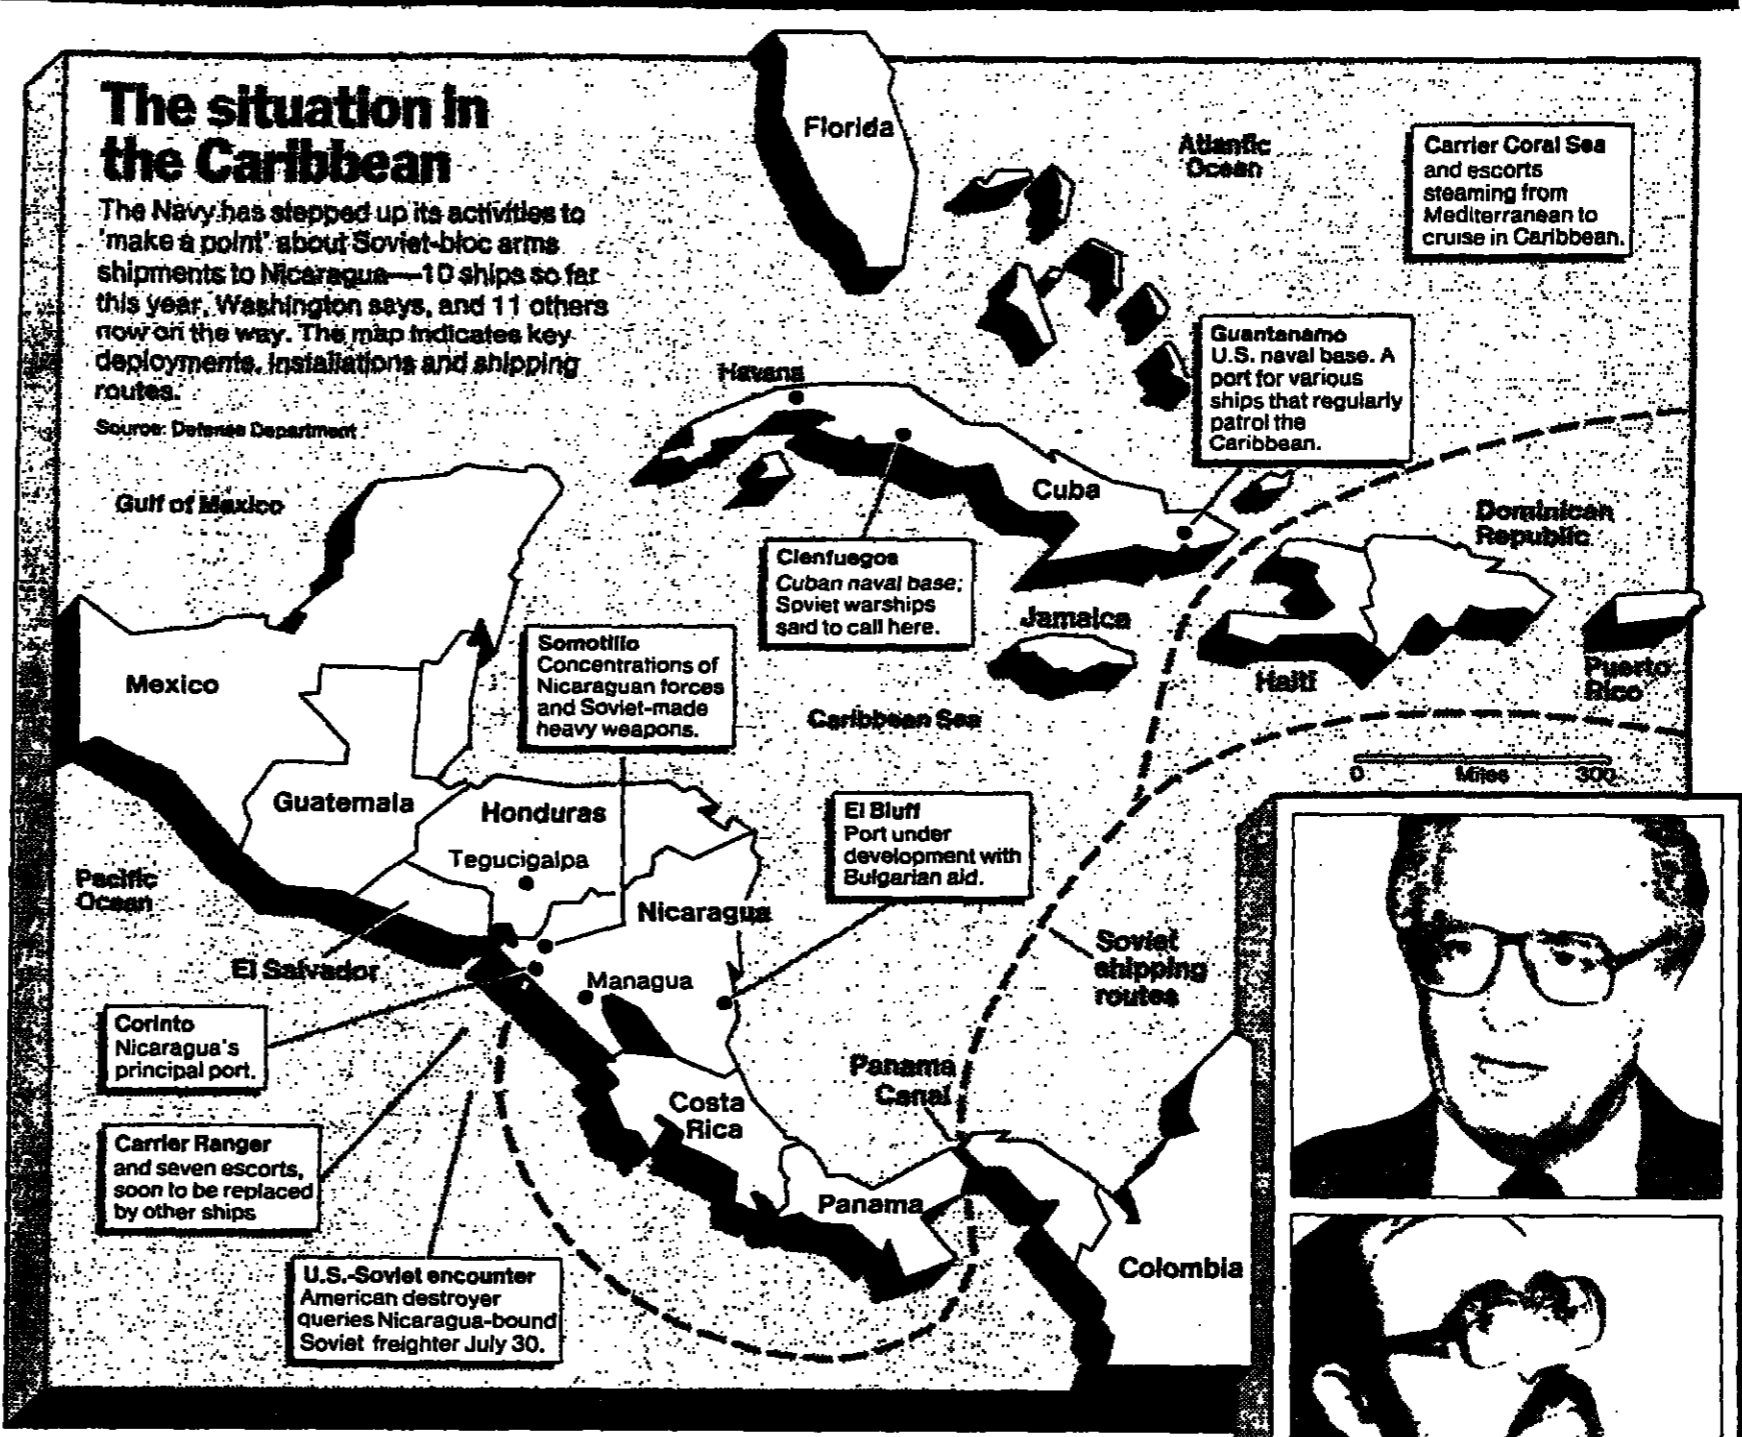 The situation in
the Caribbean
The Navy has stepped up its activities to
'make a point' about Soviet-bloc arms
shipments to Nicaragua—10 ships so far
this year, Washington says, and 11 others
now on the way. The map indicates key
deployments, installations and shipping
routes.
Source: Defense Department
Florida
Atlantic
Ocean
Carrier Coral Sea
and escorts
steaming from
Mediterranean to
cruise in Caribbean.
Guantanamo
U.S. naval base. A
port for various
ships that regularly
patrol the
Caribbean.
Havana
Gulf of Mexico
Cuba
Dominican
Republic
Cienfuegos
Cuban naval base;
Soviet warships
said to call here.
Jamaica
Haiti
Puerto
Rico
Mexico
Somotillo
Concentrations of
Nicaraguan forces
and Soviet-made
heavy weapons.
Caribbean Sea
0 Miles 300
Guatemala
Honduras
Tegucigalpa
El Bluff
Port under
development with
Bulgarian aid.
Pacific
Ocean
Nicaragua
El Salvador
Managua
Soviet
shipping
routes
Corinto
Nicaragua's
principal port.
Panama
Canal
Costa
Rica
Carrier Ranger
and seven escorts,
soon to be replaced
by other ships
Panama
Colombia
U.S.-Soviet encounter
American destroyer
queries Nicaragua-bound
Soviet freighter July 30.